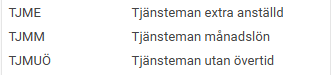 TJME Tjänsteman extra anställd
TJMM Tjänsteman månadslön
TJMUÖ Tjänsteman utan övertid